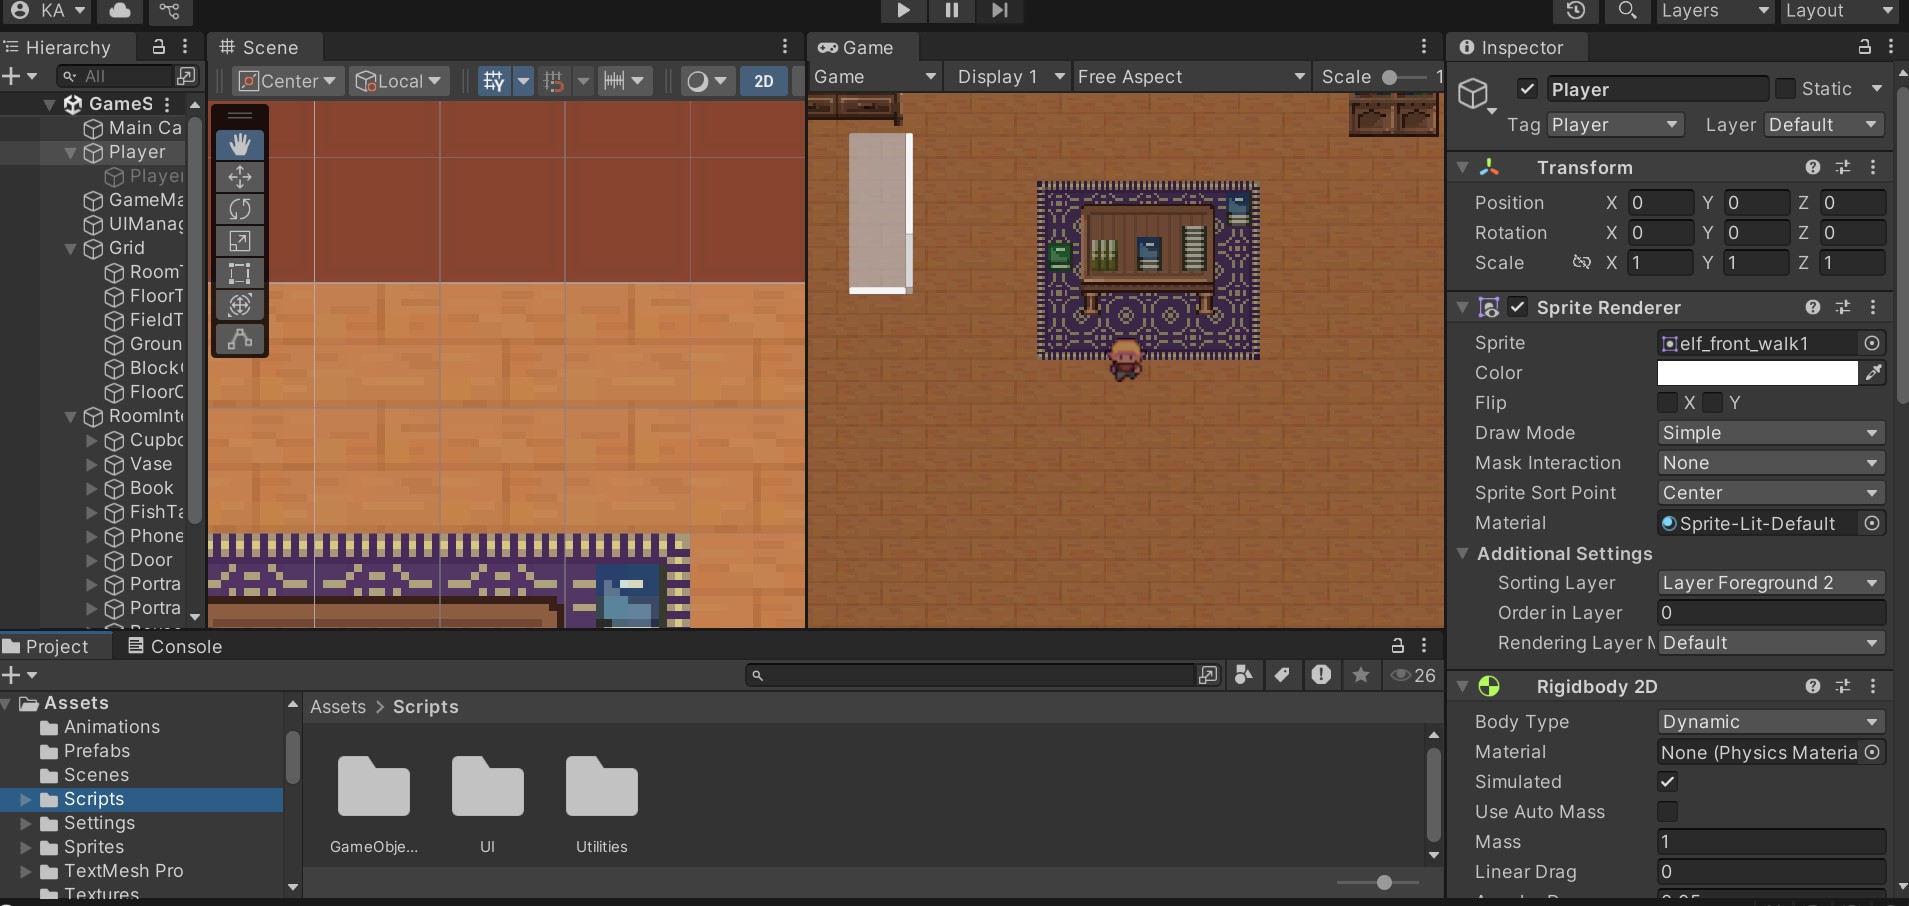 KA
Layers
Layout
Hierarchy
Scene
Game
Inspector
All
Center
Local
2D
Game
Display 1
Free Aspect
Scale
1
GameS
Main Ca
Player
Player
GameMa
UIManag
Grid
RoomT
FloorT
FieldT
Groun
Block
FloorC
RoomInte
Cupbo
Vase
Book
FishTa
Phone
Door
Portra
Portra
Player
Static
Tag
Player
Layer
Default
Transform
Position X 0 Y 0 Z 0
Rotation X 0 Y 0 Z 0
Scale X 1 Y 1 Z 1
Sprite Renderer
Sprite elf_front_walk1
Color
Flip X Y
Draw Mode Simple
Mask Interaction None
Sprite Sort Point Center
Material Sprite-Lit-Default
Additional Settings
Sorting Layer Layer Foreground 2
Order in Layer 0
Rendering Layer M Default
Rigidbody 2D
Body Type Dynamic
Material None (Physics Materia
Simulated
Use Auto Mass
Mass 1
Linear Drag 0
Project
Console
26
Assets
Animations
Prefabs
Scenes
Scripts
Settings
Sprites
TextMesh Pro
Textures
Assets > Scripts
GameObje...
UI
Utilities